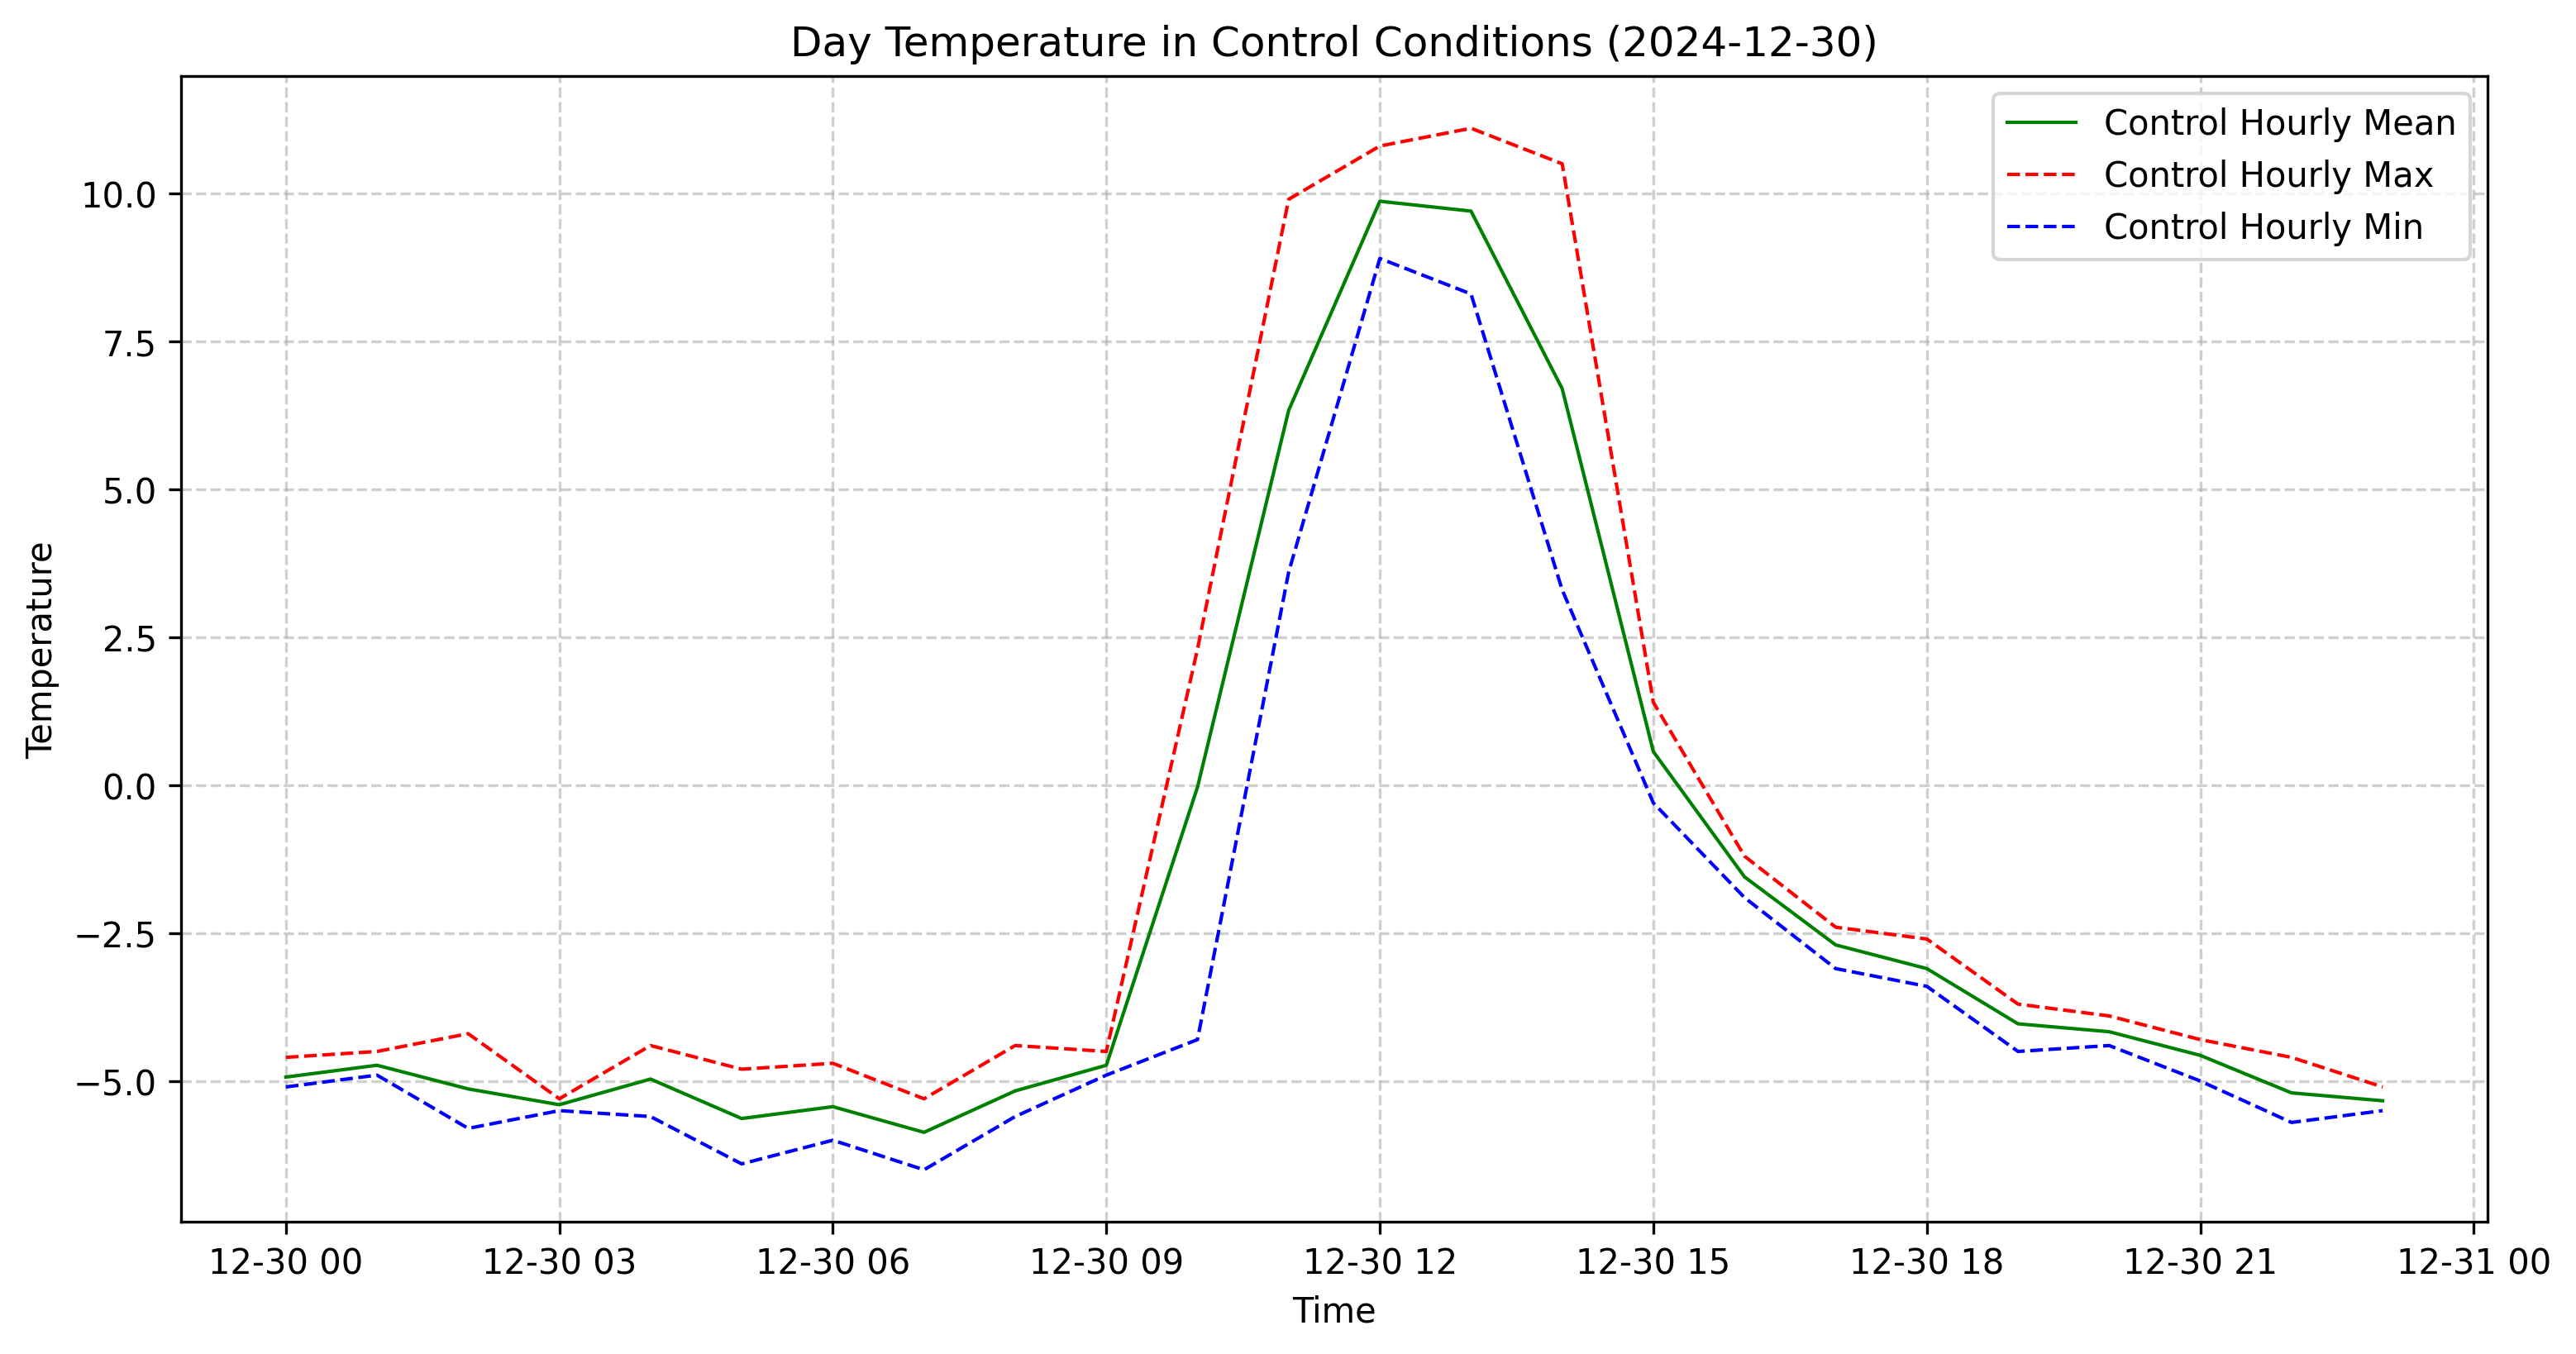 Day Temperature in Control Conditions (2024-12-30)
Control Hourly Mean
Control Hourly Max
Control Hourly Min
Temperature
10.0
7.5
5.0
2.5
0.0
−2.5
−5.0
12-30 00 12-30 03 12-30 06 12-30 09 12-30 12 12-30 15 12-30 18 12-30 21 12-31 00
Time